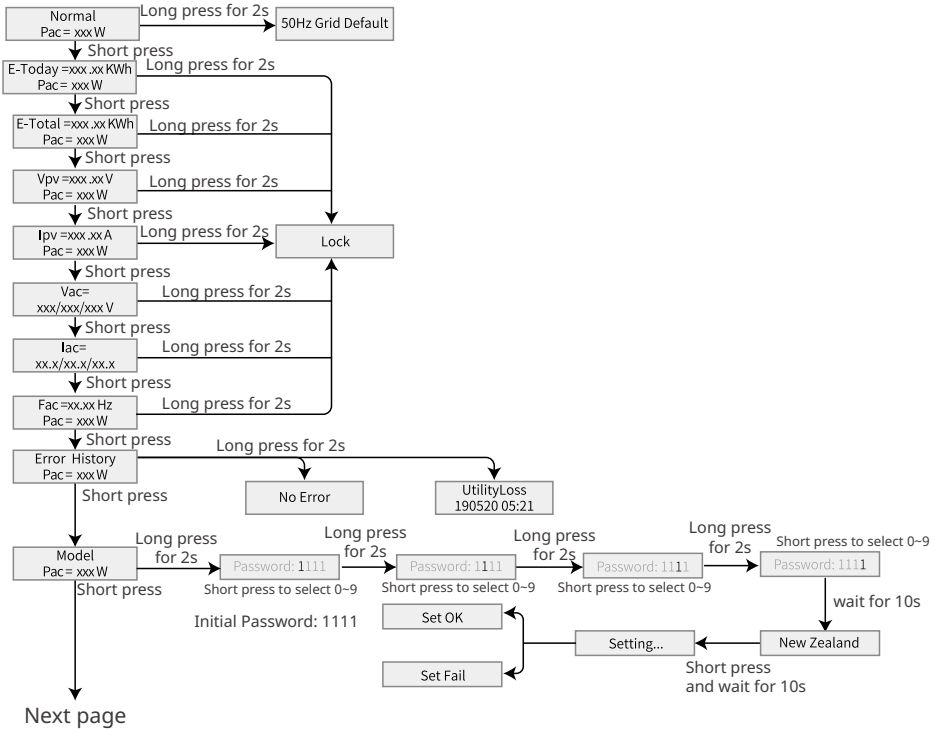 Normal
Pac= xxx W
Long press for 2s
50Hz Grid Default
Short press
E-Today =xxx.xx KWh
Pac= xxx W
Long press for 2s
Short press
E-Total =xxx.xx KWh
Pac= xxx W
Long press for 2s
Short press
Vpv =xxx.xx V
Pac= xxx W
Long press for 2s
Short press
Ipv =xxx.xx A
Pac= xxx W
Long press for 2s
Lock
Short press
Vac=
xxx/xxx/xxx V
Long press for 2s
Short press
Iac=
xx.x/xx.x/xx.x
Long press for 2s
Short press
Fac =xx.xx Hz
Pac= xxx W
Long press for 2s
Short press
Error History
Pac= xxx W
Long press for 2s
No Error
UtilityLoss
190520 05:21
Short press
Model
Pac= xxx W
Long press
for 2s
Password: 1111
Short press to select 0~9
Long press
for 2s
Password: 1111
Short press to select 0~9
Long press
for 2s
Password: 1111
Short press to select 0~9
Long press
for 2s
Short press to select 0~9
Password: 1111
Short press
Initial Password: 1111
wait for 10s
New Zealand
Short press
and wait for 10s
Setting...
Set OK
Set Fail
Next page